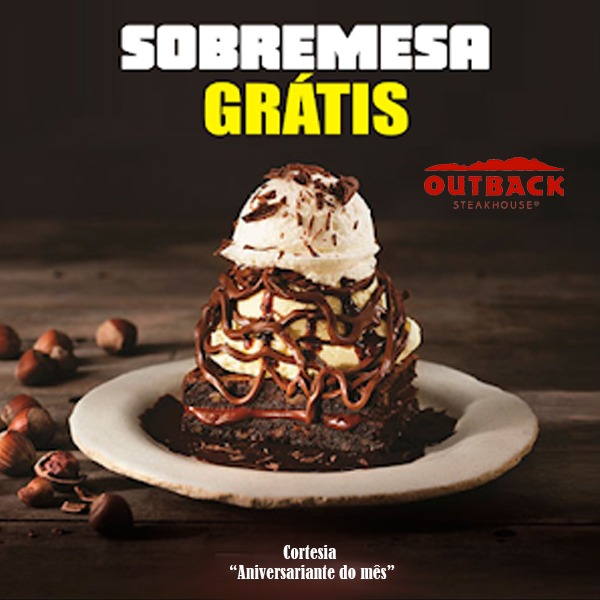 SOBREMESA
GRÁTIS
OUTBACK
STEAKHOUSE®
Cortesia
“Aniversariante do mês”